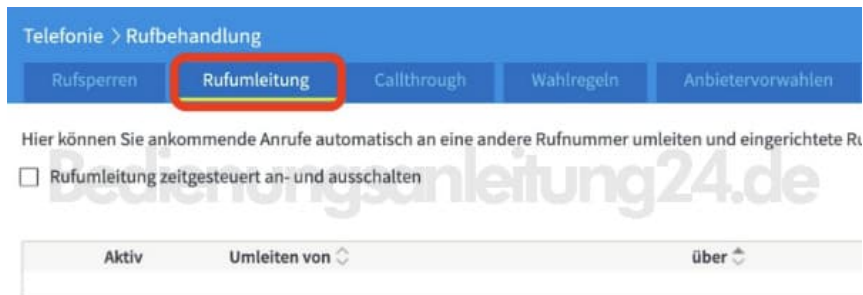 Telefonie > Rufbehandlung
Rufsperren Rufumleitung Callthrough Wahlregeln Anbietervorwahlen
Hier können Sie ankommende Anrufe automatisch an eine andere Rufnummer umleiten und eingerichtete Ru
Rufumleitung zeitgesteuert an- und ausschalten
Bedienungsanleitung24.de
Aktiv Umleiten von über